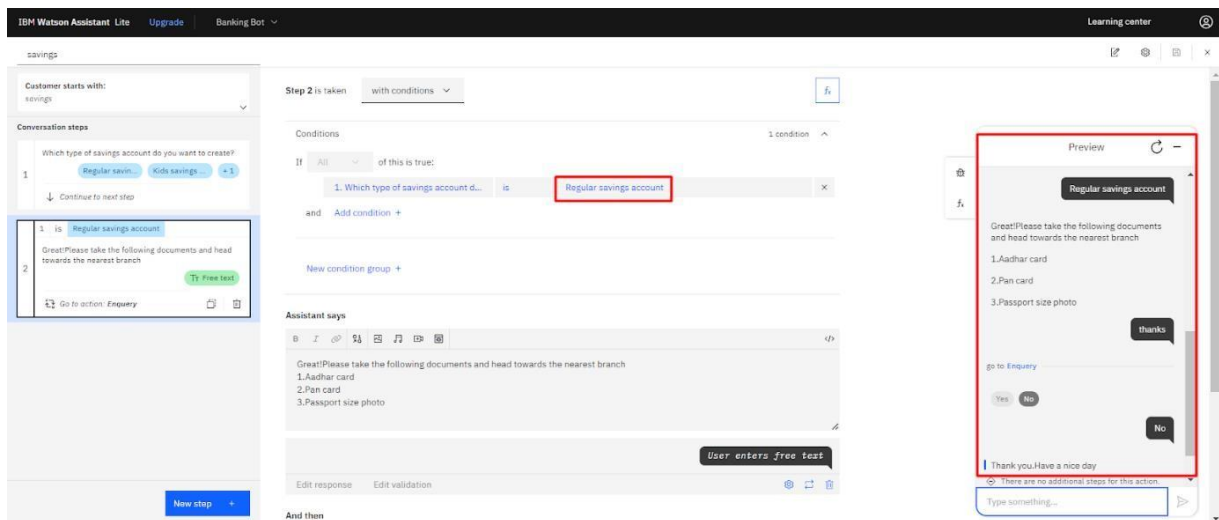 IBM Watson Assistant Lite Upgrade Banking Bot Learning center
savings
Customer starts with:
savings
Conversation steps
1
Which type of savings account do you want to create?
Regular savin... Kids savings ... +1
Continue to next step
2
1 is Regular savings account
Great!Please take the following documents and head
towards the nearest branch
Free text
Go to action: Enquery
New step +
Step 2 is taken with conditions
Conditions 1 condition
If All of this is true:
1. Which type of savings account d... is Regular savings account ×
and Add condition +
New condition group +
Assistant says
B I
Great!Please take the following documents and head towards the nearest branch
1.Aadhar card
2.Pan card
3.Passport size photo
User enters free text
Edit response Edit validation
And then
Preview
Regular savings account
Great!Please take the following documents
and head towards the nearest branch
1.Aadhar card
2.Pan card
3.Passport size photo
thanks
go to Enquery
Yes No
No
Thank you.Have a nice day
There are no additional steps for this action.
Type something...